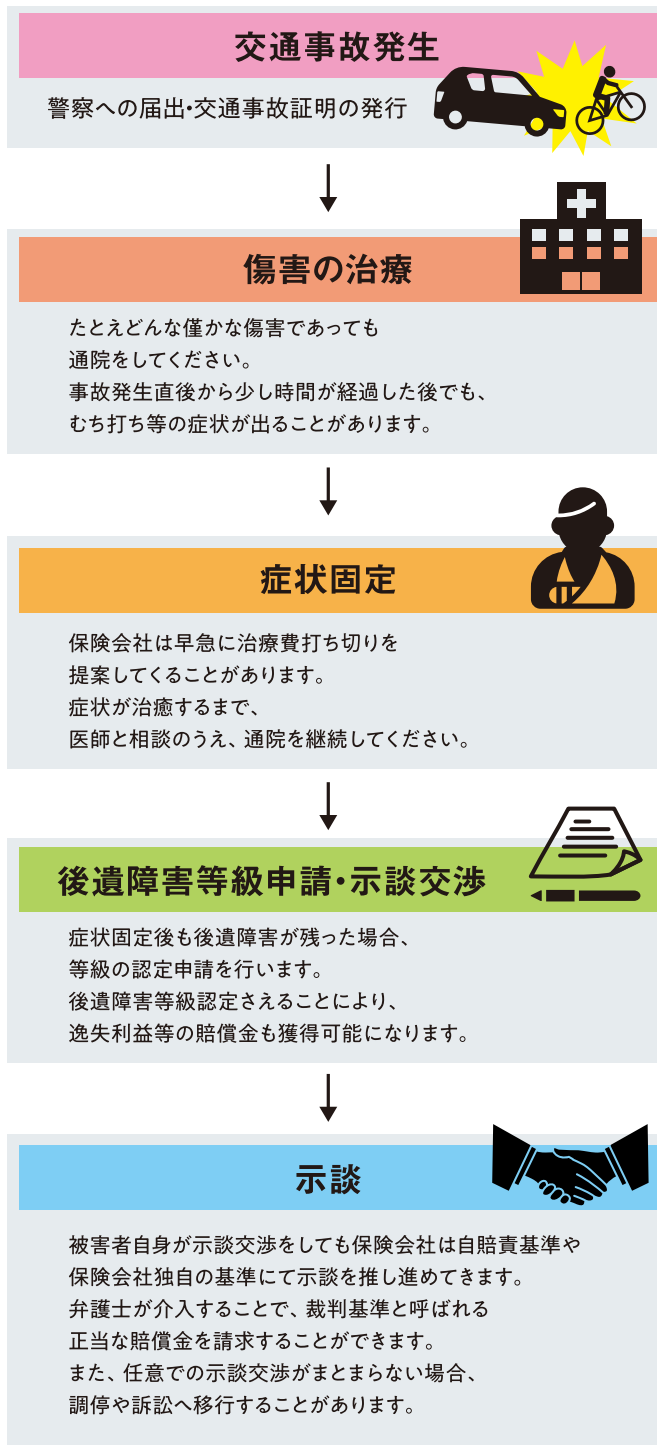 交通事故発生
警察への届出・交通事故証明の発行
傷害の治療
たとえどんな僅かな傷害であっても
通院をしてください。
事故発生直後から少し時間が経過した後でも、
むち打ち等の症状が出ることがあります。
症状固定
保険会社は早急に治療費打ち切りを
提案してくることがあります。
症状が治癒するまで、
医師と相談のうえ、通院を継続してください。
後遺障害等級申請・示談交渉
症状固定後も後遺障害が残った場合、
等級の認定申請を行います。
後遺障害等級認定さえることにより、
逸失利益等の賠償金も獲得可能になります。
示談
被害者自身が示談交渉をしても保険会社は自賠責基準や
保険会社独自の基準にて示談を推し進めてきます。
弁護士が介入することで、裁判基準と呼ばれる
正当な賠償金を請求することができます。
また、任意での示談交渉がまとまらない場合、
調停や訴訟へ移行することがあります。